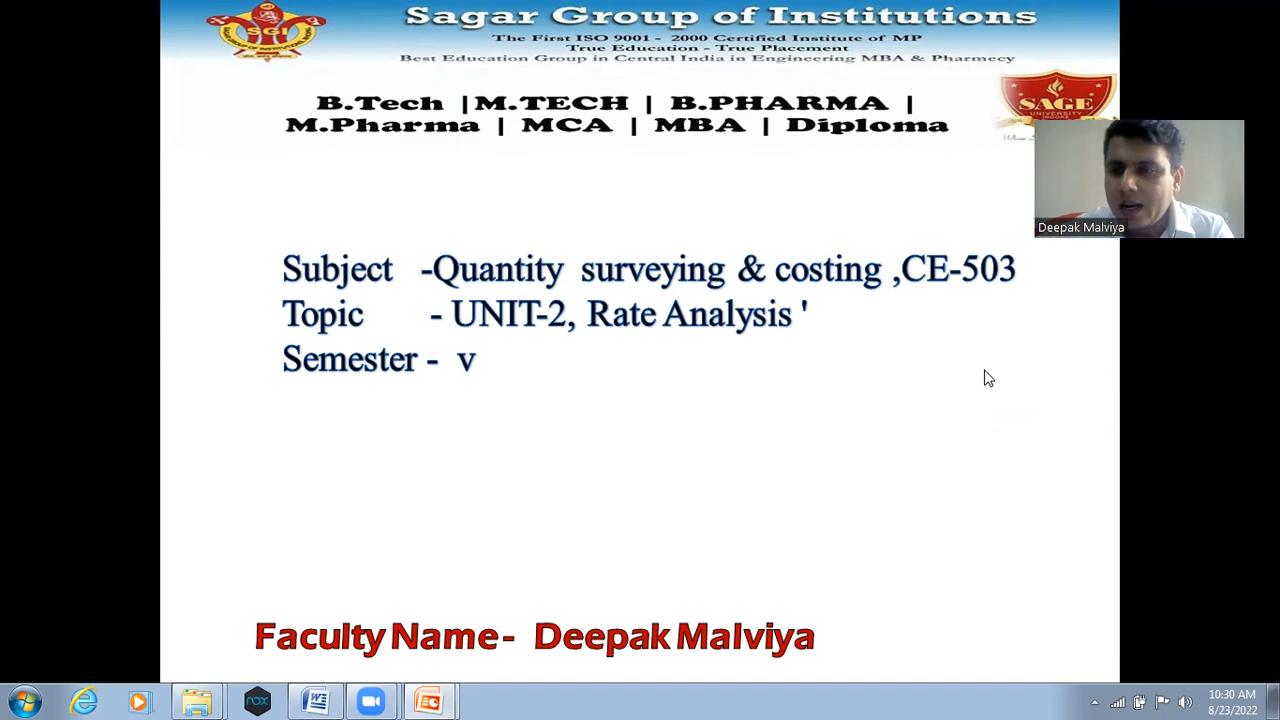 SGI
Sagar Group of Institutions
The First ISO 9001 - 2000 Certified Institute of MP
True Education - True Placement
Best Education Group in Central India in Engineering MBA & Pharmecy
B.Tech |M.TECH | B.PHARMA |
M.Pharma | MCA | MBA | Diploma
SAGE
UNIVERSITY
Deepak Malviya
Subject -Quantity surveying & costing ,CE-503
Topic - UNIT-2, Rate Analysis '
Semester - v
Faculty Name - Deepak Malviya
nox
10:30 AM
8/23/2022